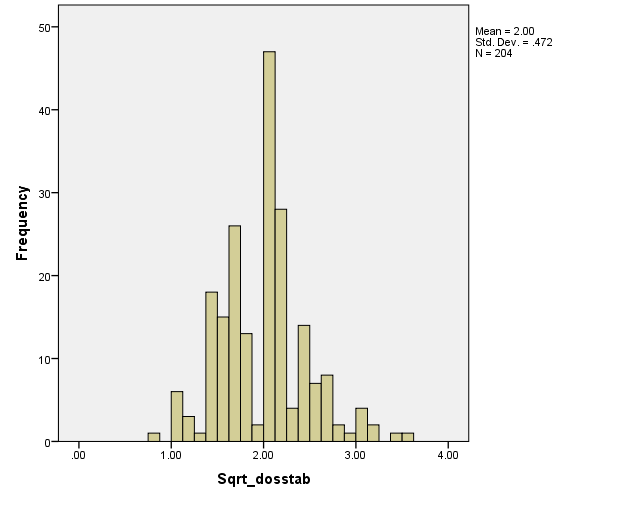 50
Mean = 2.00
Std. Dev. = .472
N = 204
40
30
Frequency
20
10
0
.00 1.00 2.00 3.00 4.00
Sqrt_dosstab